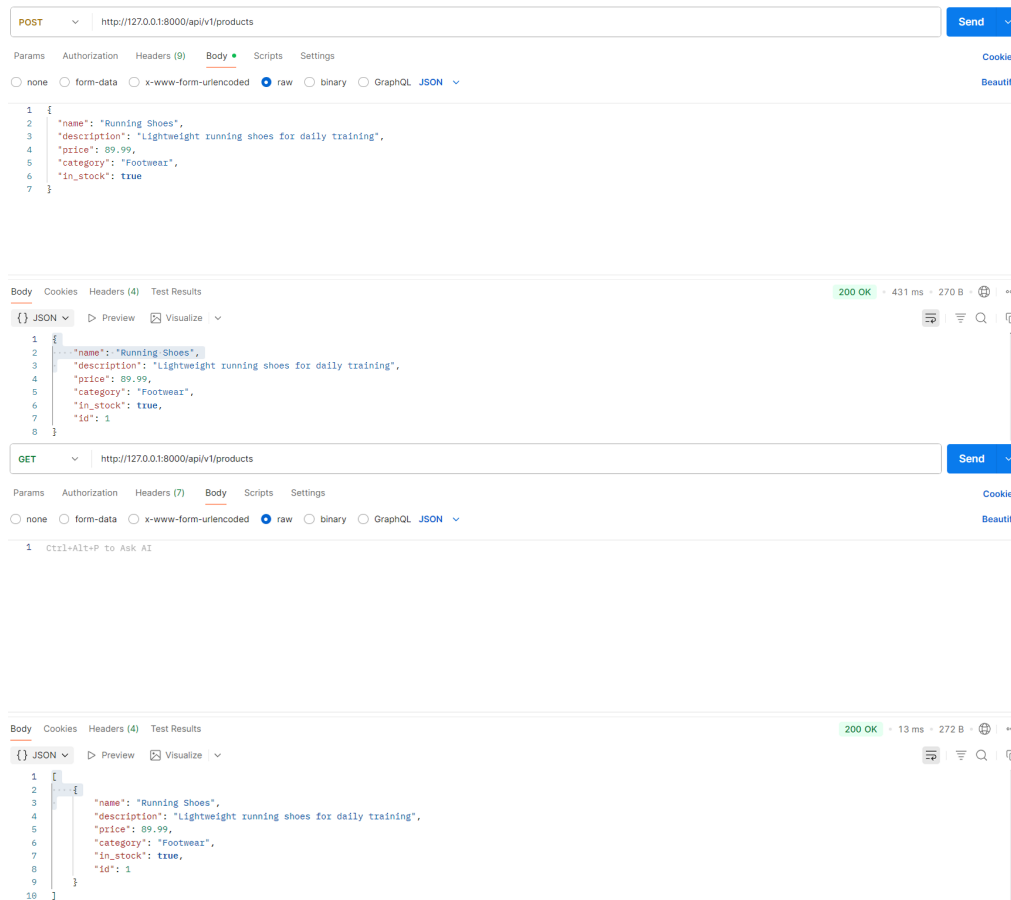 POST http://127.0.0.1:8000/api/v1/products Send
Params Authorization Headers (9) Body Scripts Settings Cookie
none form-data x-www-form-urlencoded raw binary GraphQL JSON Beautif
1 {
2 "name": "Running Shoes",
3 "description": "Lightweight running shoes for daily training",
4 "price": 89.99,
5 "category": "Footwear",
6 "in_stock": true
7 }
Body Cookies Headers (4) Test Results 200 OK 431 ms 270 B
{} JSON Preview Visualize
1 {
2 "name": "Running Shoes",
3 "description": "Lightweight running shoes for daily training",
4 "price": 89.99,
5 "category": "Footwear",
6 "in_stock": true,
7 "id": 1
8 }
GET http://127.0.0.1:8000/api/v1/products Send
Params Authorization Headers (7) Body Scripts Settings Cookie
none form-data x-www-form-urlencoded raw binary GraphQL JSON Beautif
1 Ctrl+Alt+P to Ask AI
Body Cookies Headers (4) Test Results 200 OK 13 ms 272 B
{} JSON Preview Visualize
1 [
2 {
3 "name": "Running Shoes",
4 "description": "Lightweight running shoes for daily training",
5 "price": 89.99,
6 "category": "Footwear",
7 "in_stock": true,
8 "id": 1
9 }
10 ]